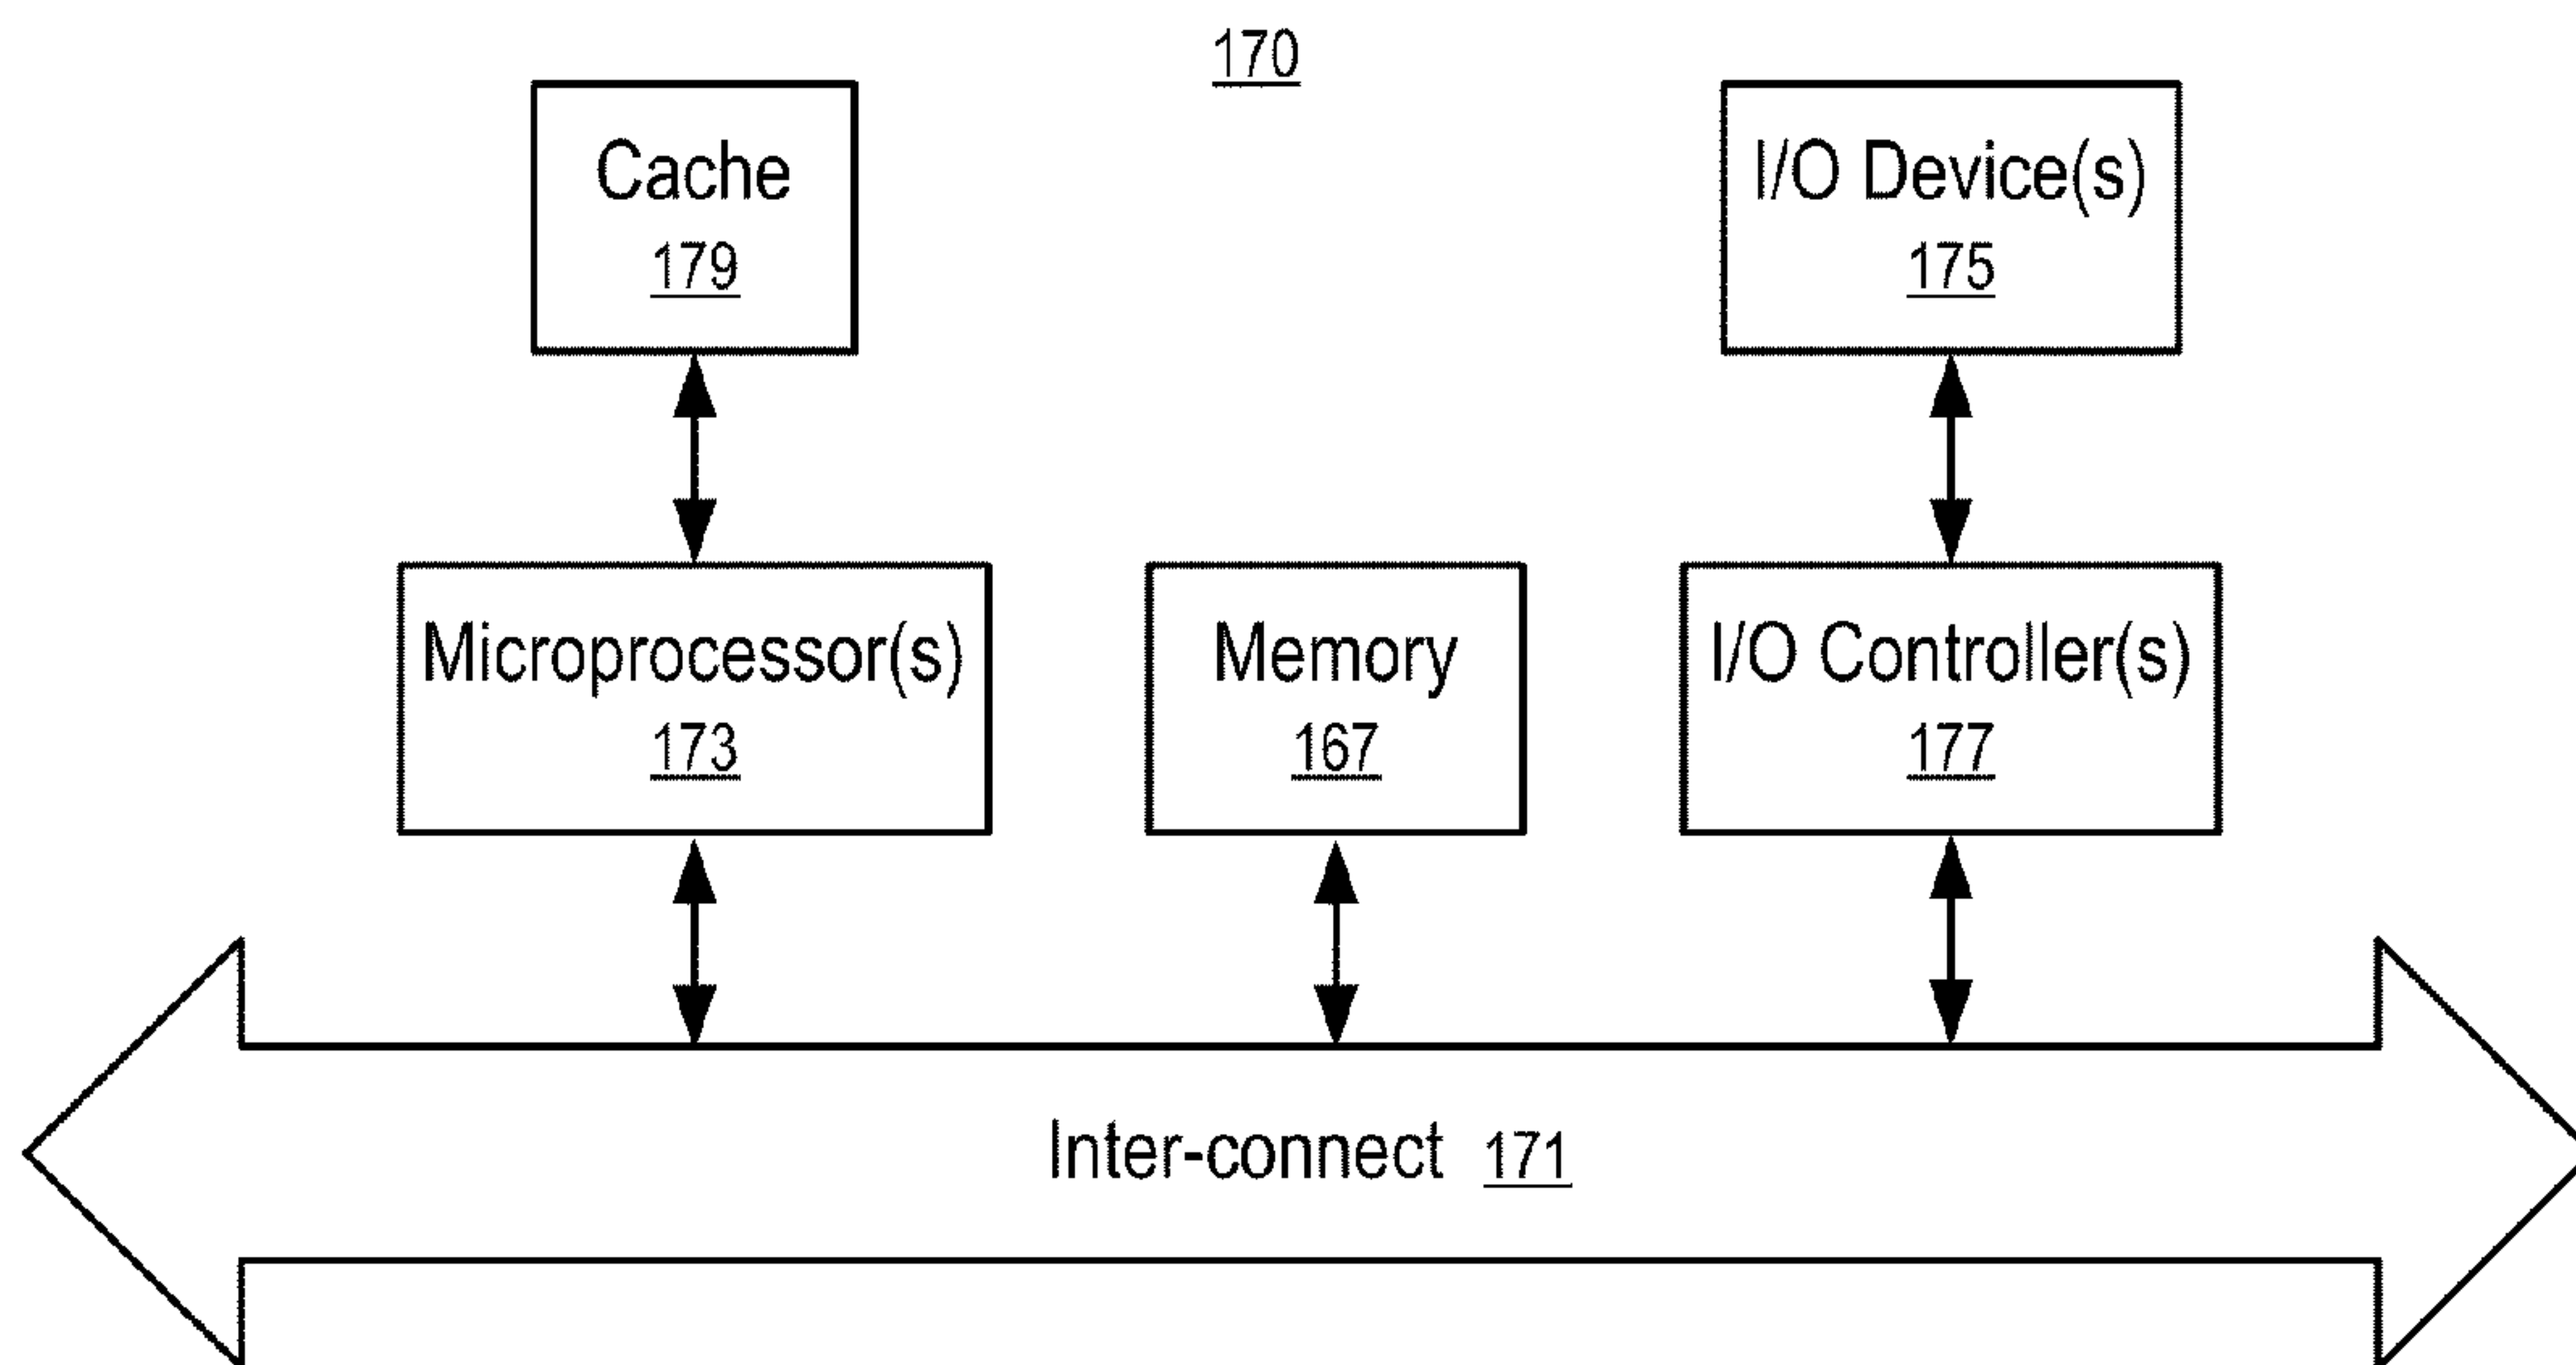 170
Cache
179
I/O Device(s)
175
Microprocessor(s)
173
Memory
167
I/O Controller(s)
177
Inter-connect 171